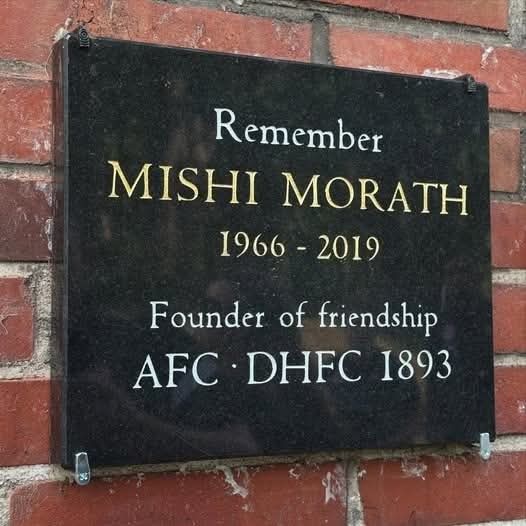 Remember
MISHI MORATH
1966 - 2019
Founder of friendship
AFC · DHFC 1893